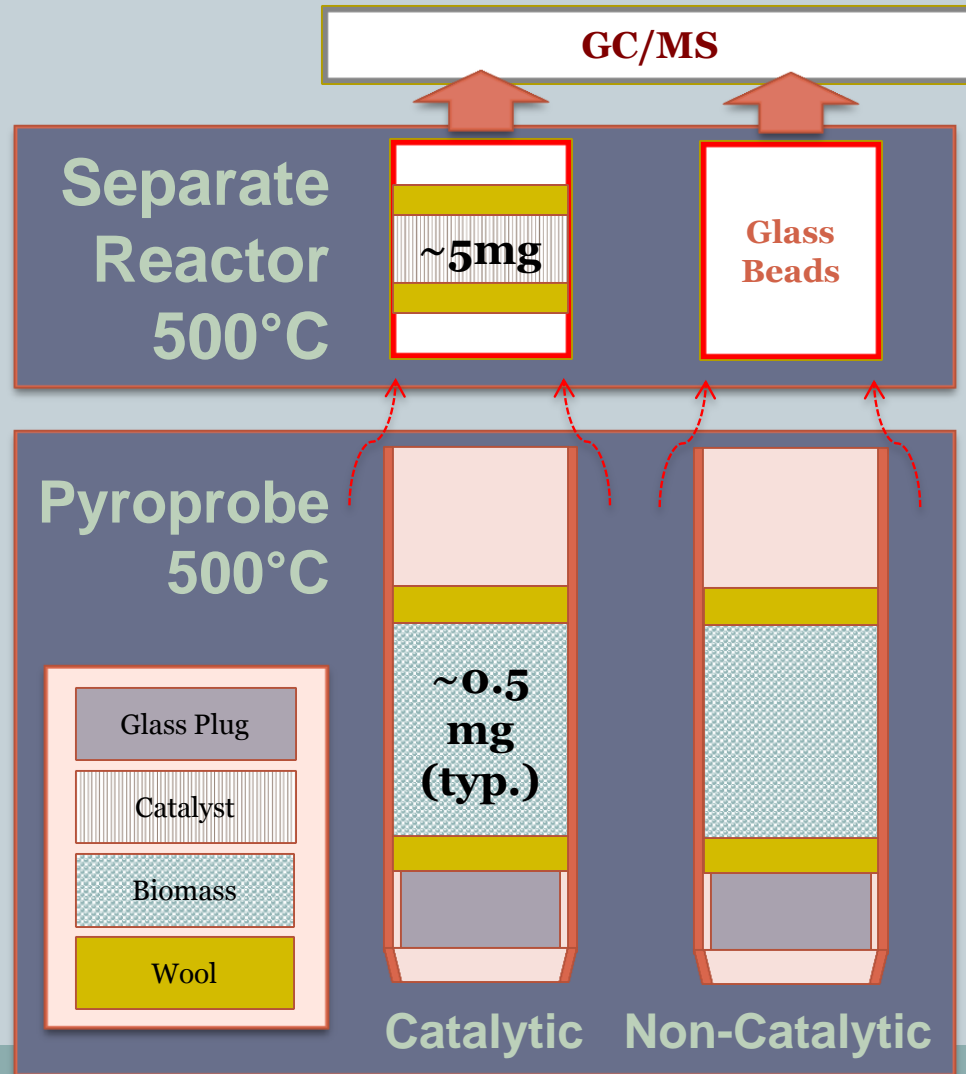 GC/MS
Separate
Reactor
500°C
~5mg
Glass
Beads
Pyroprobe
500°C
~0.5
mg
(typ.)
Glass Plug
Catalyst
Biomass
Wool
Catalytic
Non-Catalytic